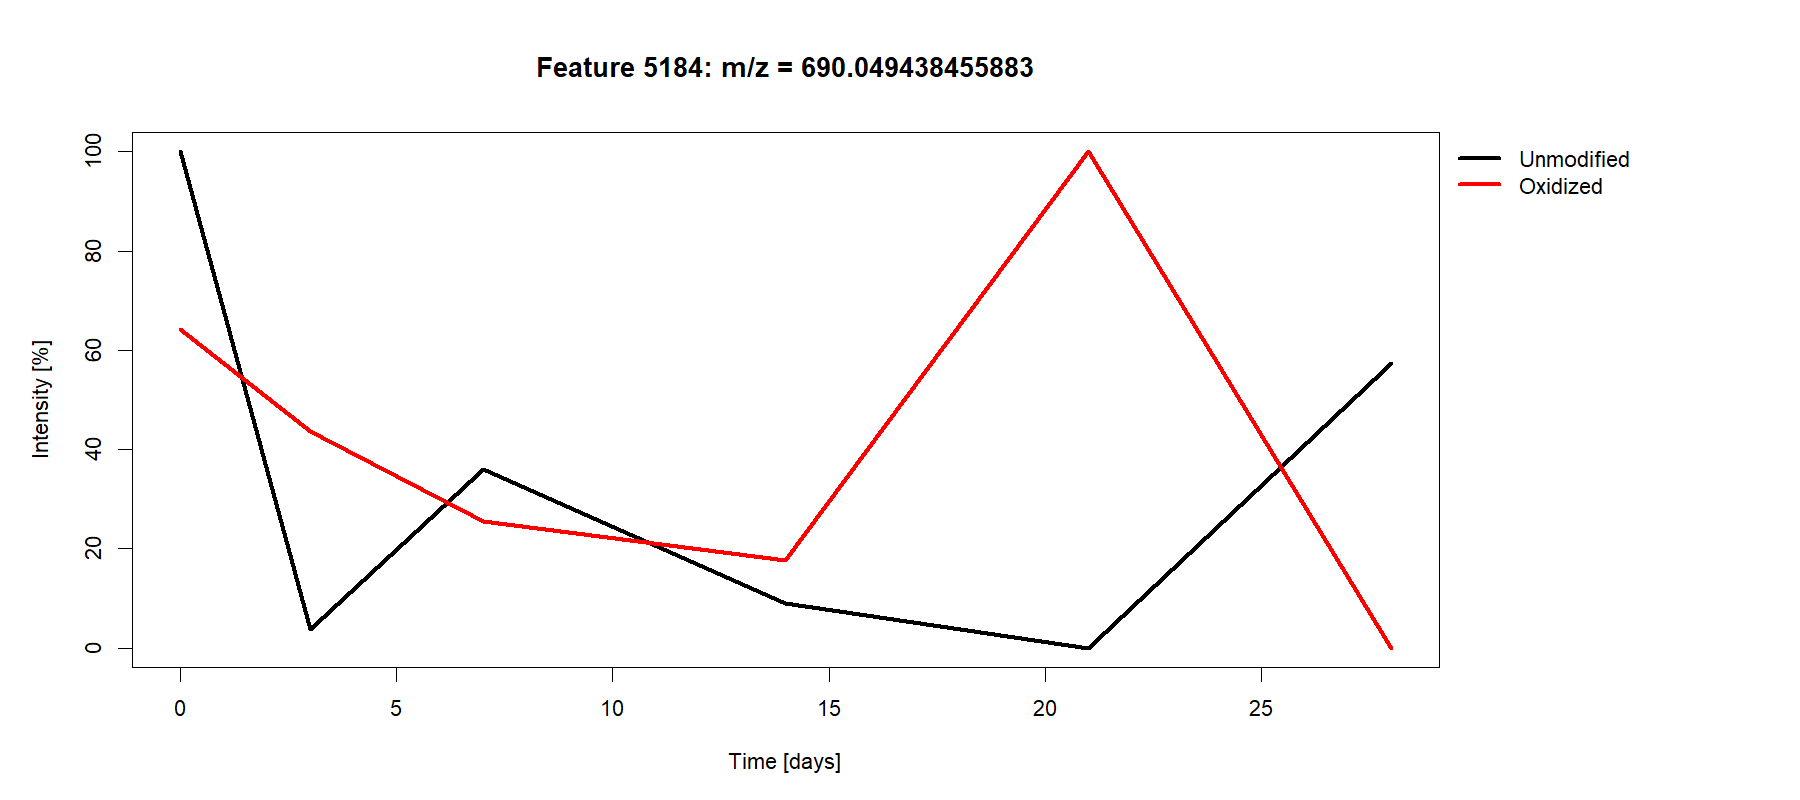 Feature 5184: m/z = 690.049438455883
Unmodified
Oxidized
Intensity [%]
100
80
60
40
20
0
0 5 10 15 20 25
Time [days]